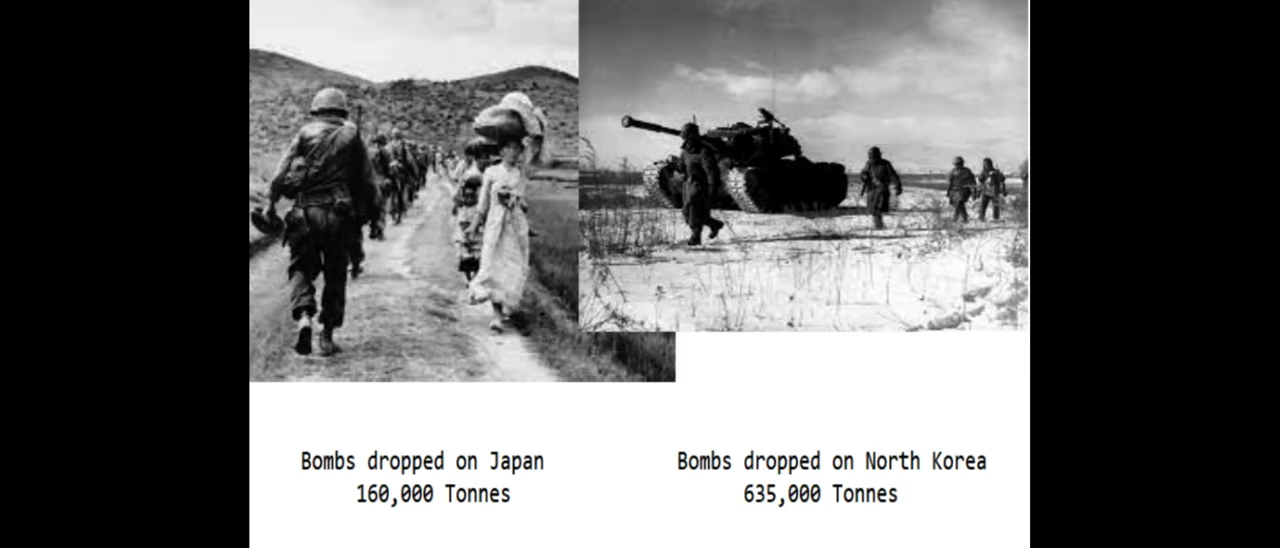 Bombs dropped on Japan
160,000 Tonnes
Bombs dropped on North Korea
635,000 Tonnes